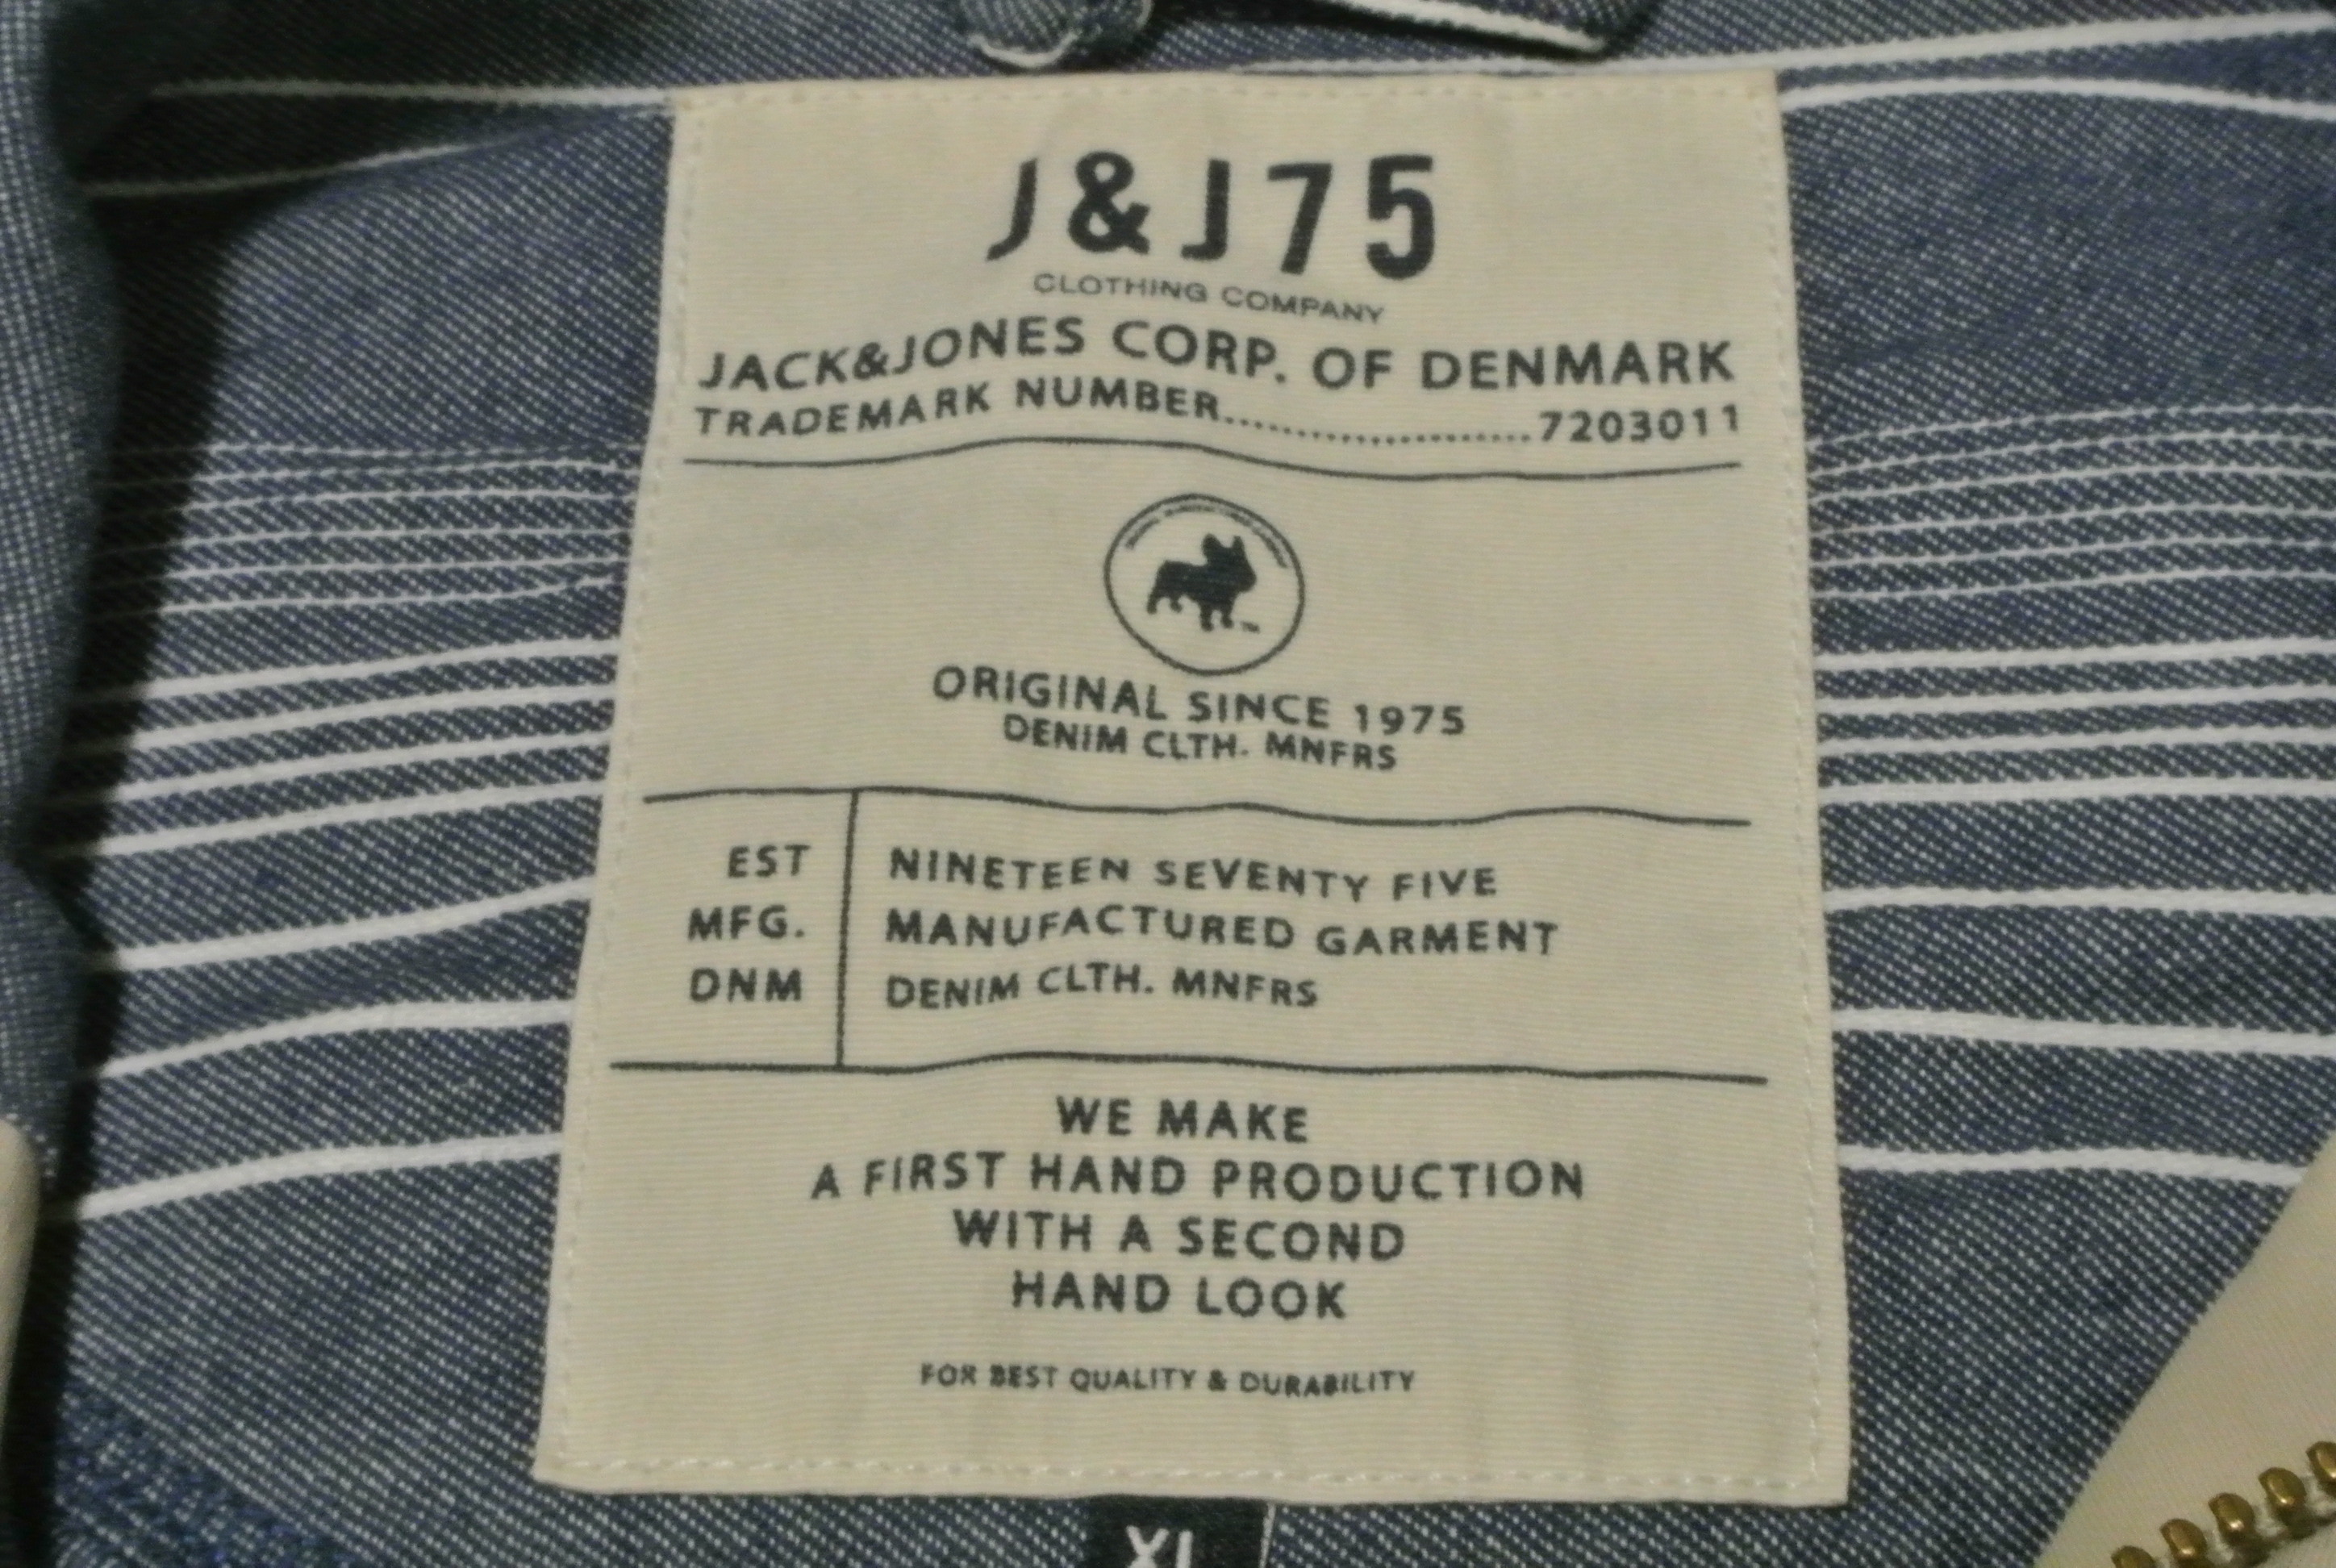 J&J75
CLOTHING COMPANY
JACK&JONES CORP. OF DENMARK
TRADEMARK NUMBER......................7203011
ORIGINAL SINCE 1975
DENIM CLTH. MNFRS
EST NINETEEN SEVENTY FIVE
MFG. MANUFACTURED GARMENT
DNM DENIM CLTH. MNFRS
WE MAKE
A FIRST HAND PRODUCTION
WITH A SECOND
HAND LOOK
FOR BEST QUALITY & DURABILITY
XL